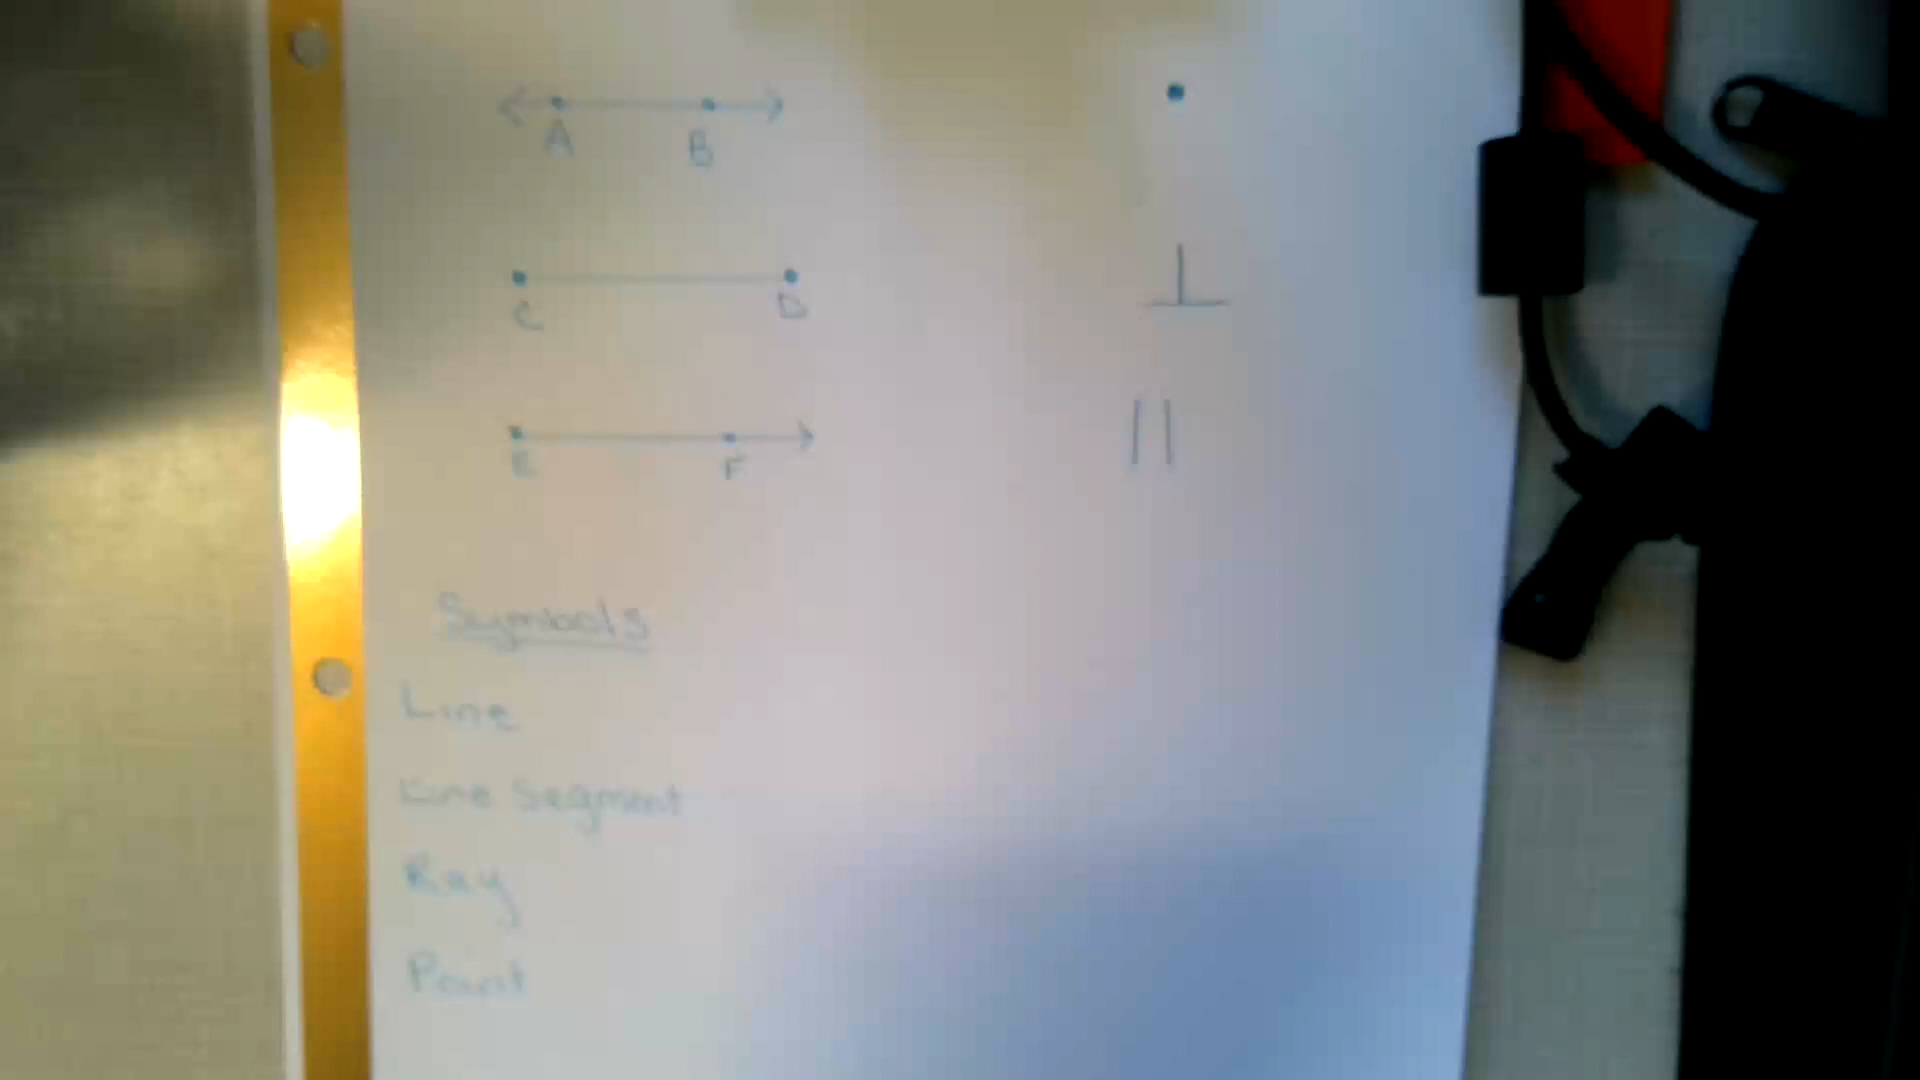 A B
C D
E F
Symbols
Line
Line Segment
Ray
Point